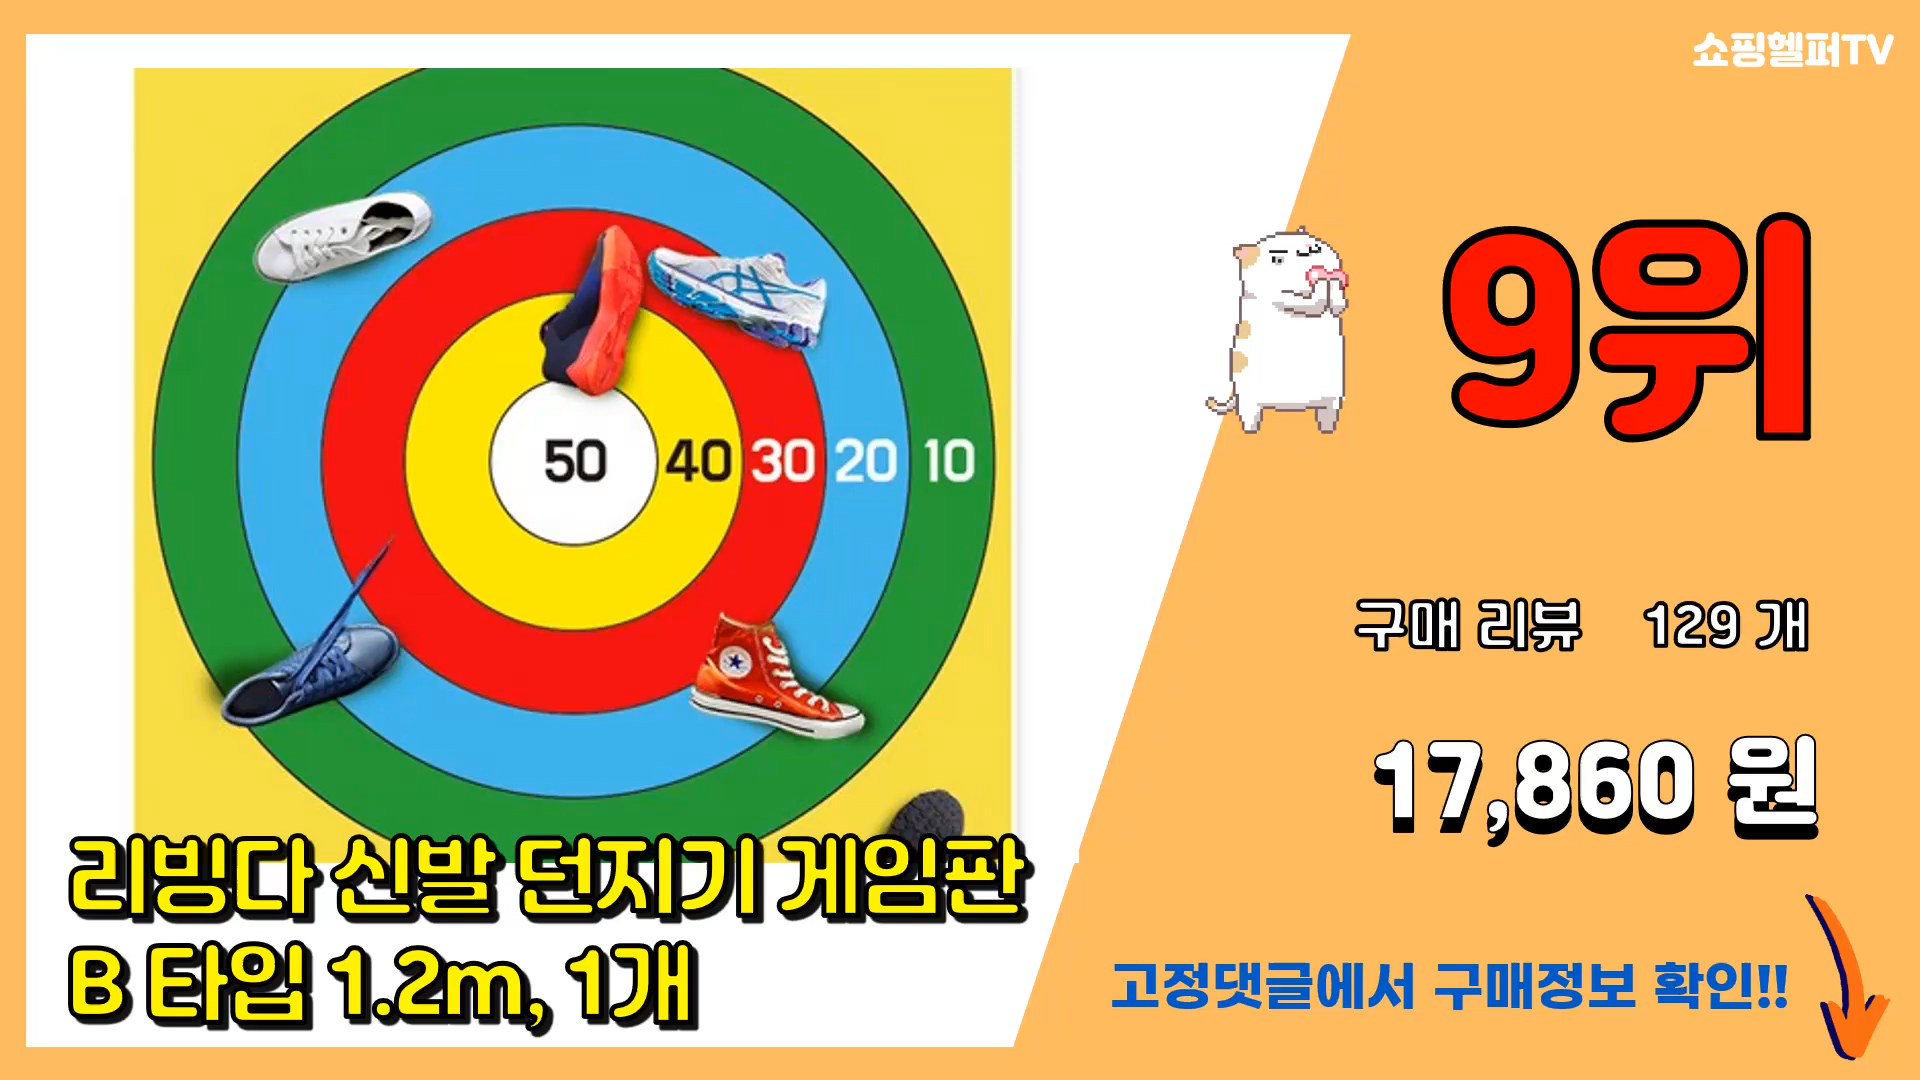 쇼핑헬퍼TV
9위
50 40 30 20 10
구매 리뷰 129 개
17,860 원
리빙다 신발 던지기 게임판
B 타입 1.2m, 1개
고정댓글에서 구매정보 확인!!